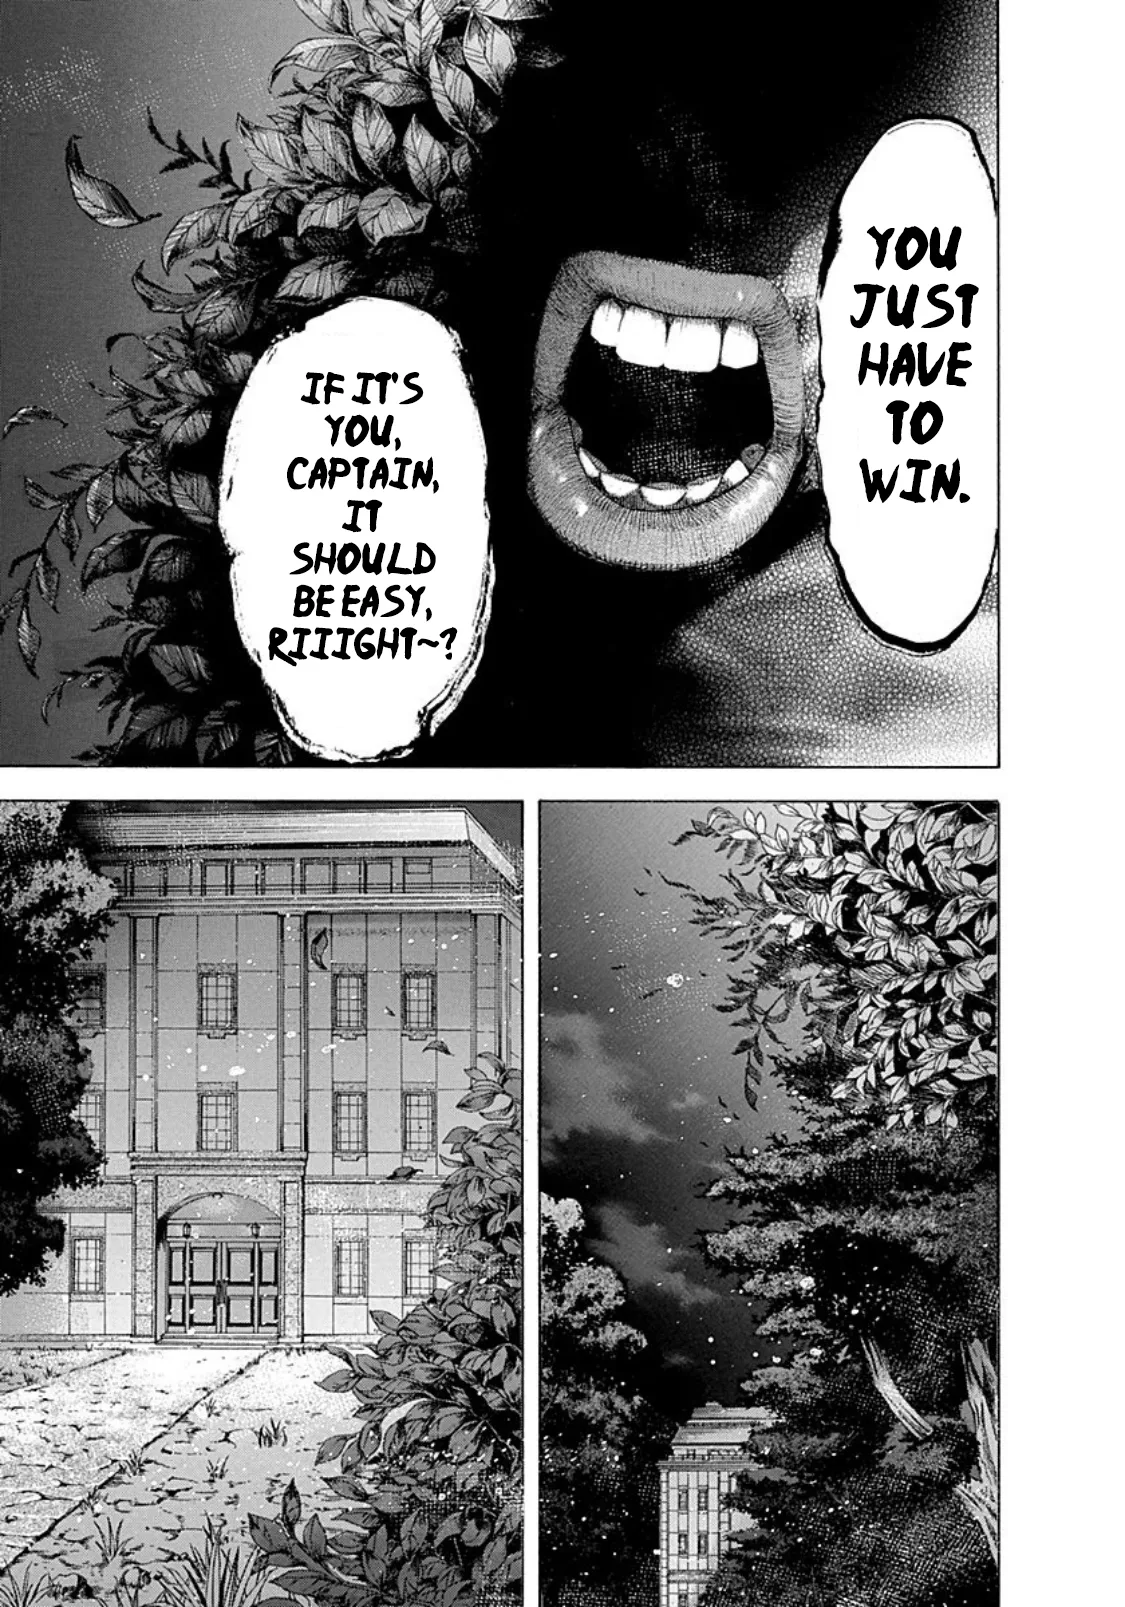 YOU
JUST
HAVE
TO
WIN.
IF IT'S
YOU,
CAPTAIN,
IT
SHOULD
BE EASY,
RIIIGHT~?